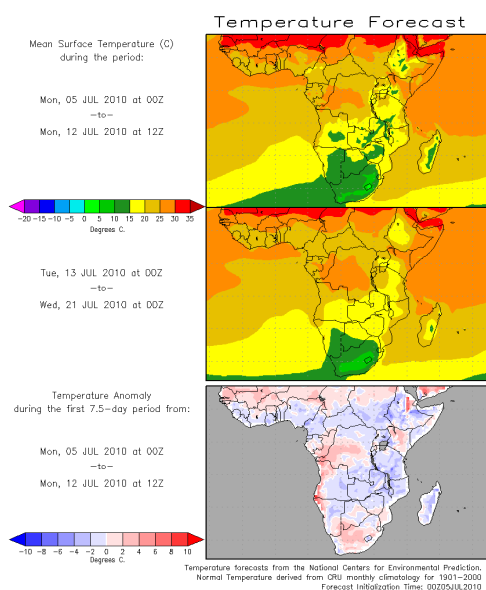 Temperature Forecast
Mean Surface Temperature (C)
during the period:
Mon, 05 JUL 2010 at 00Z
-to-
Mon, 12 JUL 2010 at 12Z
-20 -15 -10 -5 0 5 10 15 20 25 30 35
Degrees C.
Tue, 13 JUL 2010 at 00Z
-to-
Wed, 21 JUL 2010 at 00Z
Temperature Anomaly
during the first 7.5-day period from:
Mon, 05 JUL 2010 at 00Z
-to-
Mon, 12 JUL 2010 at 12Z
-10 -8 -6 -4 -2 0 2 4 6 8 10
Degrees C.
Temperature forecasts from the National Centers for Environmental Prediction.
Normal Temperature derived from CRU monthly climatology for 1901-2000
Forecast Initialization Time: 00Z05JUL2010